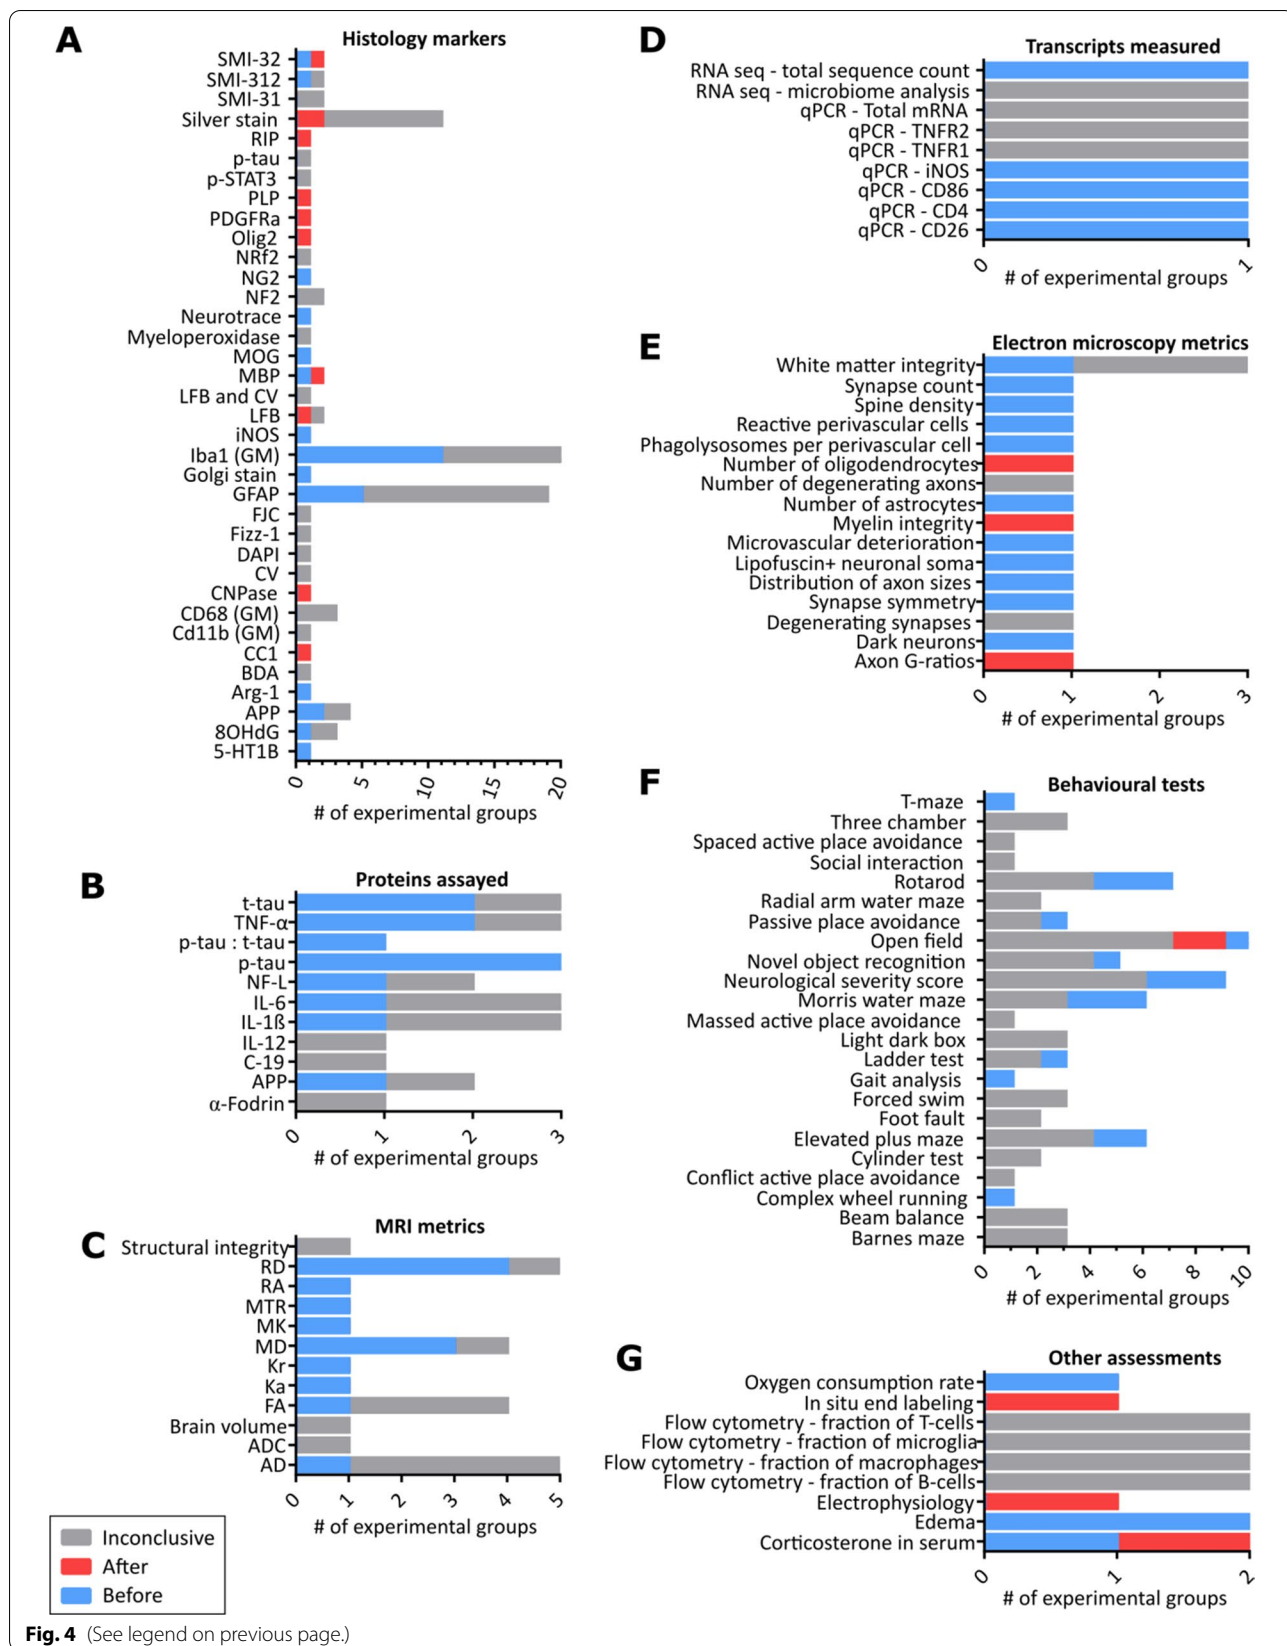 A
Histology markers
SMI-32
SMI-312
SMI-31
Silver stain
RIP
p-tau
p-STAT3
PLP
PDGFRa
Olig2
NRf2
NG2
NF2
Neurotrace
Myeloperoxidase
MOG
MBP
LFB and CV
LFB
iNOS
Iba1 (GM)
Golgi stain
GFAP
FJC
Fizz-1
DAPI
CV
CNPase
CD68 (GM)
Cd11b (GM)
CC1
BDA
Arg-1
APP
8OHdG
5-HT1B
0 5 10 15 20
# of experimental groups
B
Proteins assayed
t-tau
TNF-α
p-tau : t-tau
p-tau
NF-L
IL-6
IL-1ß
IL-12
C-19
APP
α-Fodrin
0 1 2 3
# of experimental groups
C
MRI metrics
Structural integrity
RD
RA
MTR
MK
MD
Kr
Ka
FA
Brain volume
ADC
AD
0 1 2 3 4 5
# of experimental groups
Inconclusive
After
Before
D
Transcripts measured
RNA seq - total sequence count
RNA seq - microbiome analysis
qPCR - Total mRNA
qPCR - TNFR2
qPCR - TNFR1
qPCR - iNOS
qPCR - CD86
qPCR - CD4
qPCR - CD26
0 1
# of experimental groups
E
Electron microscopy metrics
White matter integrity
Synapse count
Spine density
Reactive perivascular cells
Phagolysosomes per perivascular cell
Number of oligodendrocytes
Number of degenerating axons
Number of astrocytes
Myelin integrity
Microvascular deterioration
Lipofuscin+ neuronal soma
Distribution of axon sizes
Synapse symmetry
Degenerating synapses
Dark neurons
Axon G-ratios
0 1 2 3
# of experimental groups
F
Behavioural tests
T-maze
Three chamber
Spaced active place avoidance
Social interaction
Rotarod
Radial arm water maze
Passive place avoidance
Open field
Novel object recognition
Neurological severity score
Morris water maze
Massed active place avoidance
Light dark box
Ladder test
Gait analysis
Forced swim
Foot fault
Elevated plus maze
Cylinder test
Conflict active place avoidance
Complex wheel running
Beam balance
Barnes maze
0 2 4 6 8 10
# of experimental groups
G
Other assessments
Oxygen consumption rate
In situ end labeling
Flow cytometry - fraction of T-cells
Flow cytometry - fraction of microglia
Flow cytometry - fraction of macrophages
Flow cytometry - fraction of B-cells
Electrophysiology
Edema
Corticosterone in serum
0 1 2
# of experimental groups
Fig. 4 (See legend on previous page.)